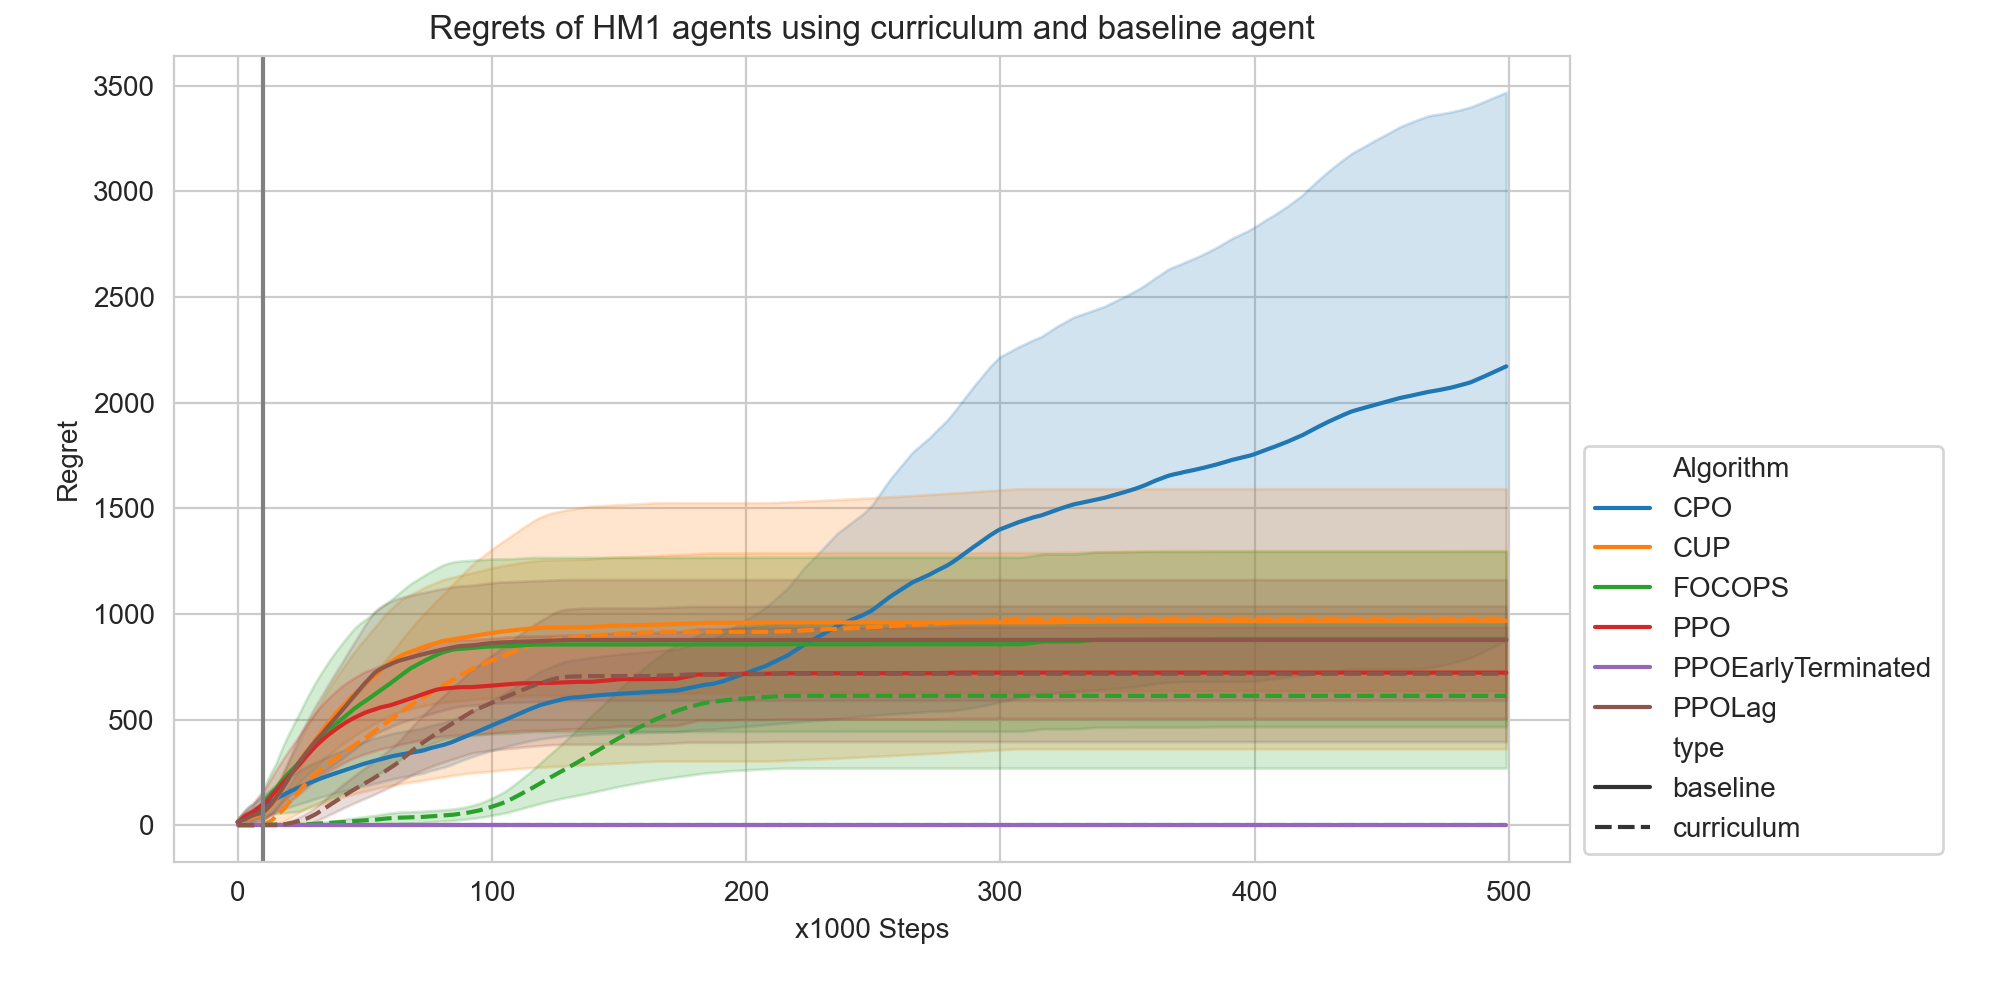 Regrets of HM1 agents using curriculum and baseline agent
3500
3000
2500
2000
1500
1000
500
0
Regret
0 100 200 300 400 500
x1000 Steps
Algorithm
CPO
CUP
FOCOPS
PPO
PPOEarlyTerminated
PPOLag
type
baseline
curriculum